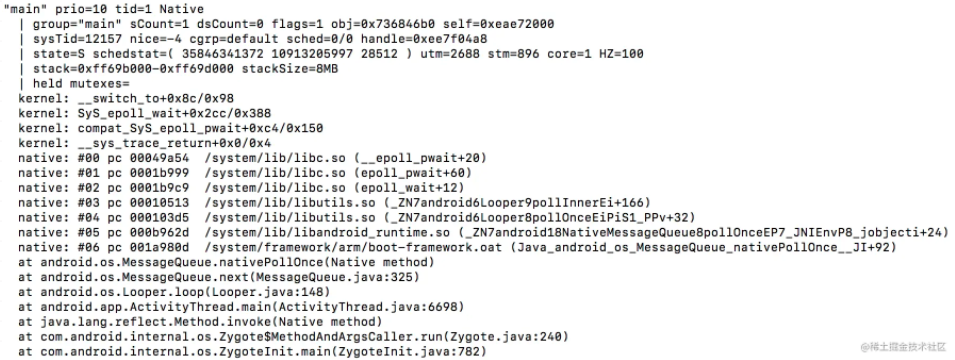 "main" prio=10 tid=1 Native
| group="main" sCount=1 dsCount=0 flags=1 obj=0x736846b0 self=0xeae72000
| sysTid=12157 nice=-4 cgrp=default sched=0/0 handle=0xee7f04a8
| state=S schedstat=( 35846341372 10913205997 28512 ) utm=2688 stm=896 core=1 HZ=100
| stack=0xff69b000-0xff69d000 stackSize=8MB
| held mutexes=
kernel: __switch_to+0x8c/0x98
kernel: SyS_epoll_wait+0x2cc/0x388
kernel: compat_SyS_epoll_pwait+0xc4/0x150
kernel: __sys_trace_return+0x0/0x4
native: #00 pc 00049a54  /system/lib/libc.so (__epoll_pwait+20)
native: #01 pc 0001b999  /system/lib/libc.so (epoll_pwait+60)
native: #02 pc 0001b9c9  /system/lib/libc.so (epoll_wait+12)
native: #03 pc 00010513  /system/lib/libutils.so (_ZN7android6Looper9pollInnerEi+166)
native: #04 pc 000103d5  /system/lib/libutils.so (_ZN7android6Looper8pollOnceEiPiS1_PPv+32)
native: #05 pc 000b962d  /system/lib/libandroid_runtime.so (_ZN7android18NativeMessageQueue8pollOnceEP7_JNIEnvP8_jobjecti+24)
native: #06 pc 001a980d  /system/framework/arm/boot-framework.oat (Java_android_os_MessageQueue_nativePollOnce__JI+92)
at android.os.MessageQueue.nativePollOnce(Native method)
at android.os.MessageQueue.next(MessageQueue.java:325)
at android.os.Looper.loop(Looper.java:148)
at android.app.ActivityThread.main(ActivityThread.java:6698)
at java.lang.reflect.Method.invoke(Native method)
at com.android.internal.os.Zygote$MethodAndArgsCaller.run(Zygote.java:240)
at com.android.internal.os.ZygoteInit.main(ZygoteInit.java:782)
@稀土掘金技术社区